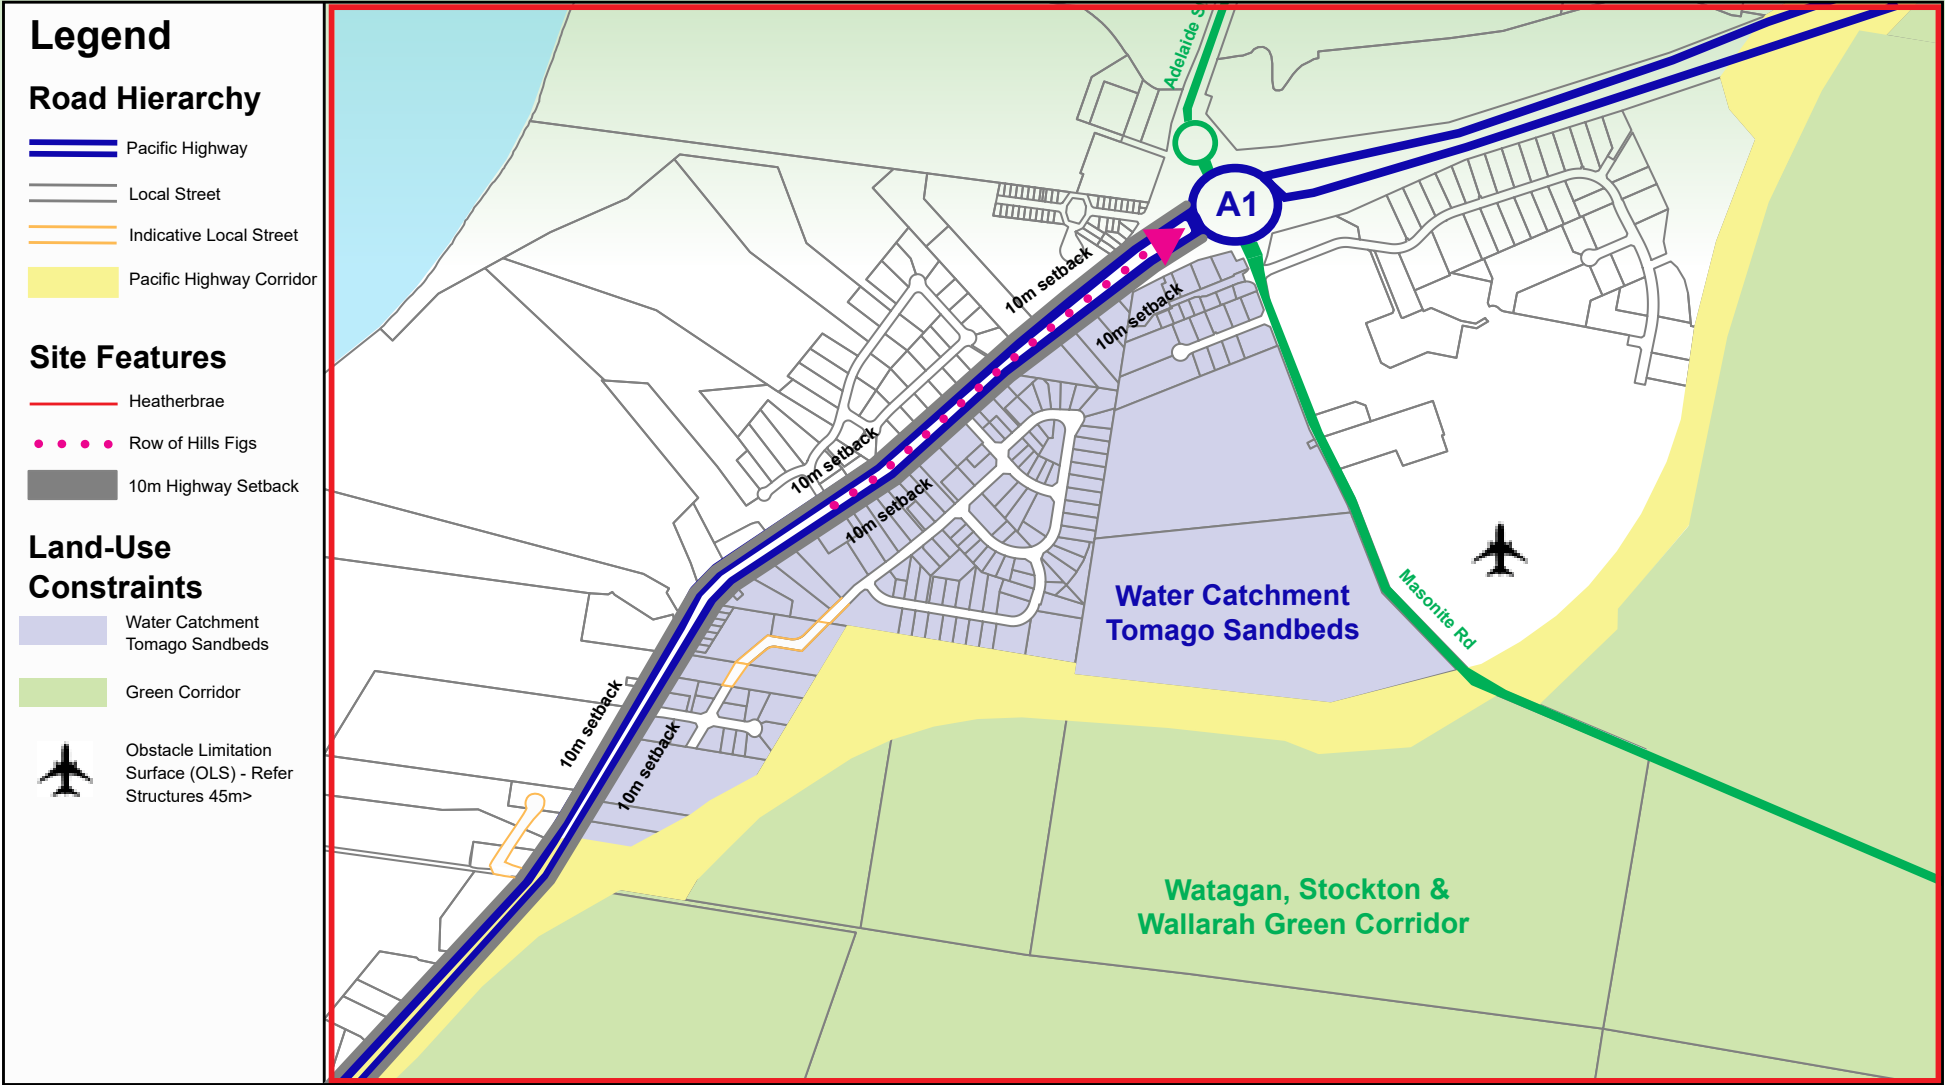 Legend
Road Hierarchy
Pacific Highway
Local Street
Indicative Local Street
Pacific Highway Corridor
Site Features
Heatherbrae
Row of Hills Figs
10m Highway Setback
Land-Use
Constraints
Water Catchment
Tomago Sandbeds
Green Corridor
Obstacle Limitation
Surface (OLS) - Refer
Structures 45m>
Adelaide S
A1
10m setback
10m setback
10m setback
10m setback
10m setback
10m setback
Water Catchment
Tomago Sandbeds
Masonite Rd
Watagan, Stockton &
Wallarah Green Corridor